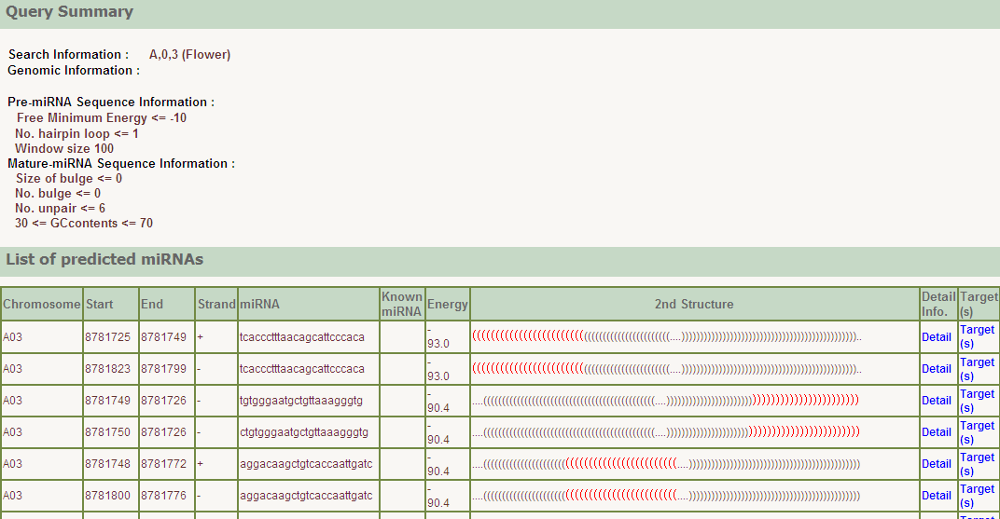 Query Summary
Search Information : A,0,3 (Flower)
Genomic Information :
Pre-miRNA Sequence Information :
Free Minimum Energy <= -10
No. hairpin loop <= 1
Window size 100
Mature-miRNA Sequence Information :
Size of bulge <= 0
No. bulge <= 0
No. unpair <= 6
30 <= GCcontents <= 70
List of predicted miRNAs
Chromosome Start End Strand miRNA Known miRNA Energy 2nd Structure Detail Info. Target (s)
A03 8781725 8781749 + tcaccctttaacagcattcccaca -93.0 Detail Target (s)
A03 8781823 8781799 - tcaccctttaacagcattcccaca -93.0 Detail Target (s)
A03 8781749 8781726 - tgtgggaatgctgttaaagggtg -90.4 Detail Target (s)
A03 8781750 8781726 - ctgtgggaatgctgttaaagggtg -90.4 Detail Target (s)
A03 8781748 8781772 + aggacaagctgtcaccaattgatc -90.4 Detail Target (s)
A03 8781800 8781776 - aggacaagctgtcaccaattgatc -90.4 Detail Target (s)